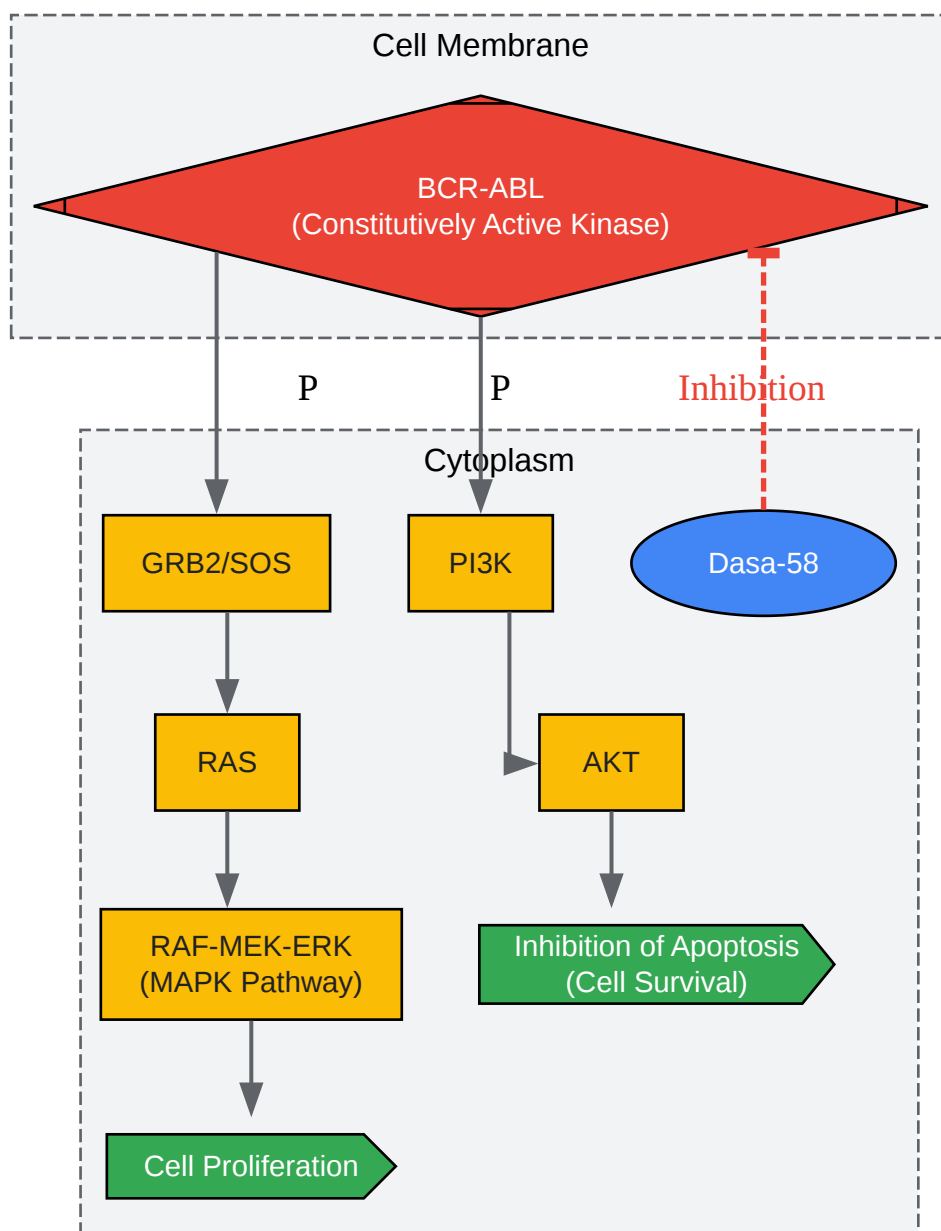 Cell Membrane
BCR-ABL
(Constitutively Active Kinase)
P
P
Inhibition
Cytoplasm
GRB2/SOS
PI3K
Dasa-58
RAS
AKT
RAF-MEK-ERK
(MAPK Pathway)
Inhibition of Apoptosis
(Cell Survival)
Cell Proliferation